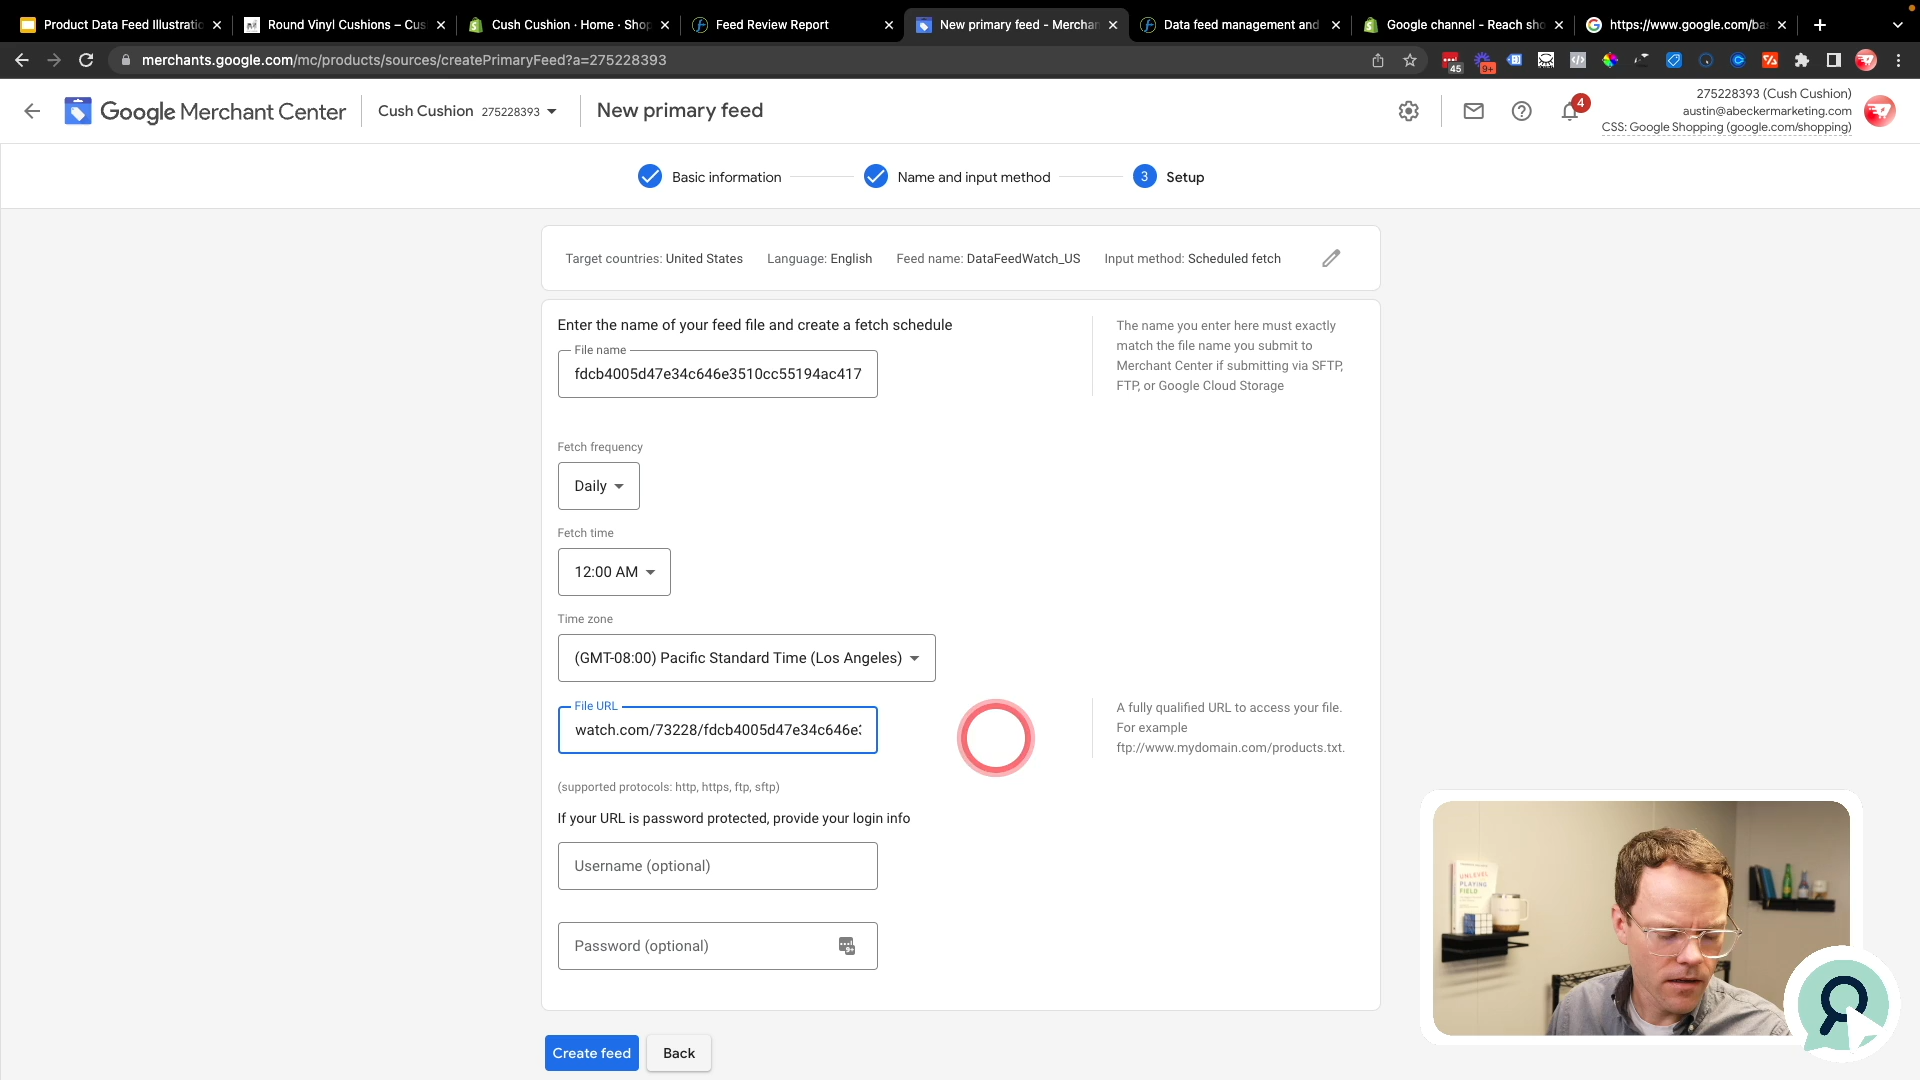 Product Data Feed Illustratio
Round Vinyl Cushions – Cus
Cush Cushion · Home · Shop
Feed Review Report
New primary feed - Merchan
Data feed management and
Google channel - Reach sho
https://www.google.com/ba
merchants.google.com/mc/products/sources/createPrimaryFeed?a=275228393
45
9+
Google Merchant Center
Cush Cushion 275228393
New primary feed
4
275228393 (Cush Cushion)
austin@abeckermarketing.com
CSS: Google Shopping (google.com/shopping)
Basic information
Name and input method
3 Setup
Target countries: United States Language: English Feed name: DataFeedWatch_US Input method: Scheduled fetch
Enter the name of your feed file and create a fetch schedule
File name
fdcb4005d47e34c646e3510cc55194ac417
The name you enter here must exactly
match the file name you submit to
Merchant Center if submitting via SFTP,
FTP, or Google Cloud Storage
Fetch frequency
Daily
Fetch time
12:00 AM
Time zone
(GMT-08:00) Pacific Standard Time (Los Angeles)
File URL
watch.com/73228/fdcb4005d47e34c646e
A fully qualified URL to access your file.
For example
ftp://www.mydomain.com/products.txt.
(supported protocols: http, https, ftp, sftp)
If your URL is password protected, provide your login info
Username (optional)
Password (optional)
9+
Create feed
Back
UNLEVEL
PLAYING
FIELD